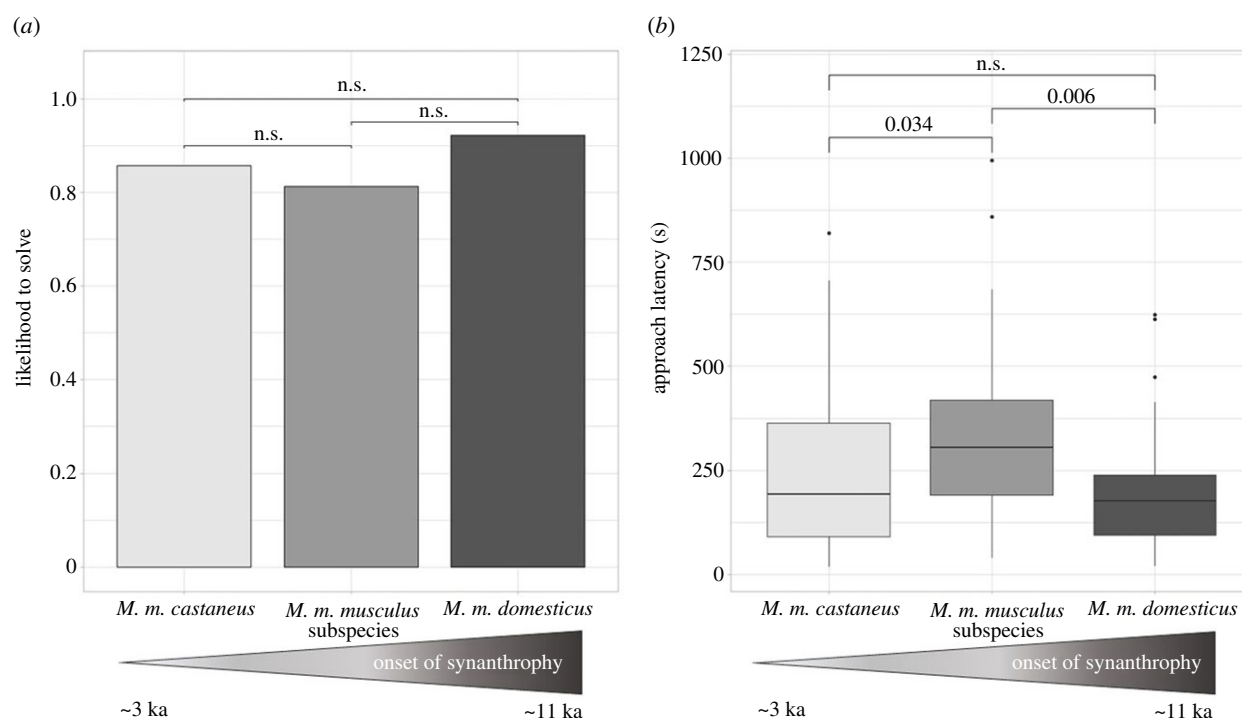 (a)
n.s.
n.s.
n.s.
1.0
0.8
0.6
0.4
0.2
0
likelihood to solve
M. m. castaneus
M. m. musculus
M. m. domesticus
subspecies
onset of synanthropy
~3 ka
~11 ka
(b)
n.s.
0.006
0.034
1250
1000
750
500
250
0
approach latency (s)
M. m. castaneus
M. m. musculus
M. m. domesticus
subspecies
onset of synanthropy
~3 ka
~11 ka